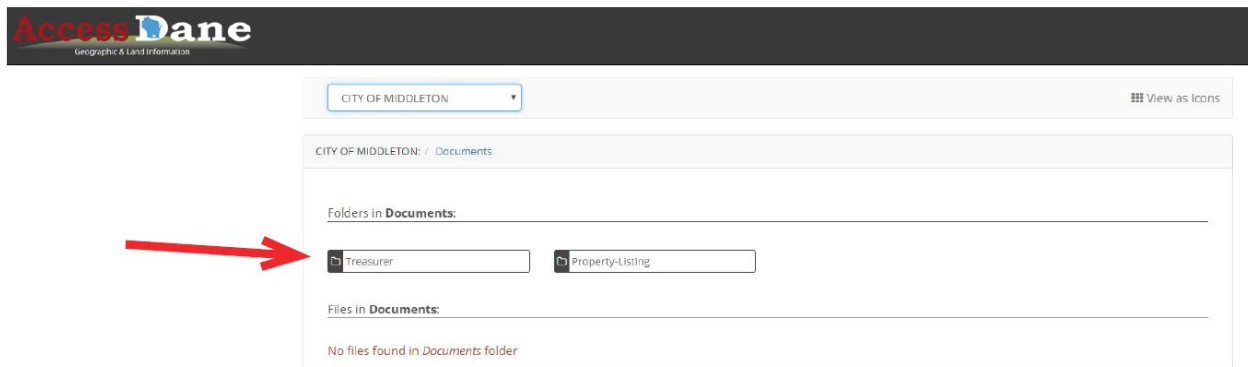 AccessDane
Geographic & Land Information
CITY OF MIDDLETON
View as Icons
CITY OF MIDDLETON: / Documents
Folders in Documents:
Treasurer
Property-Listing
Files in Documents:
No files found in Documents folder